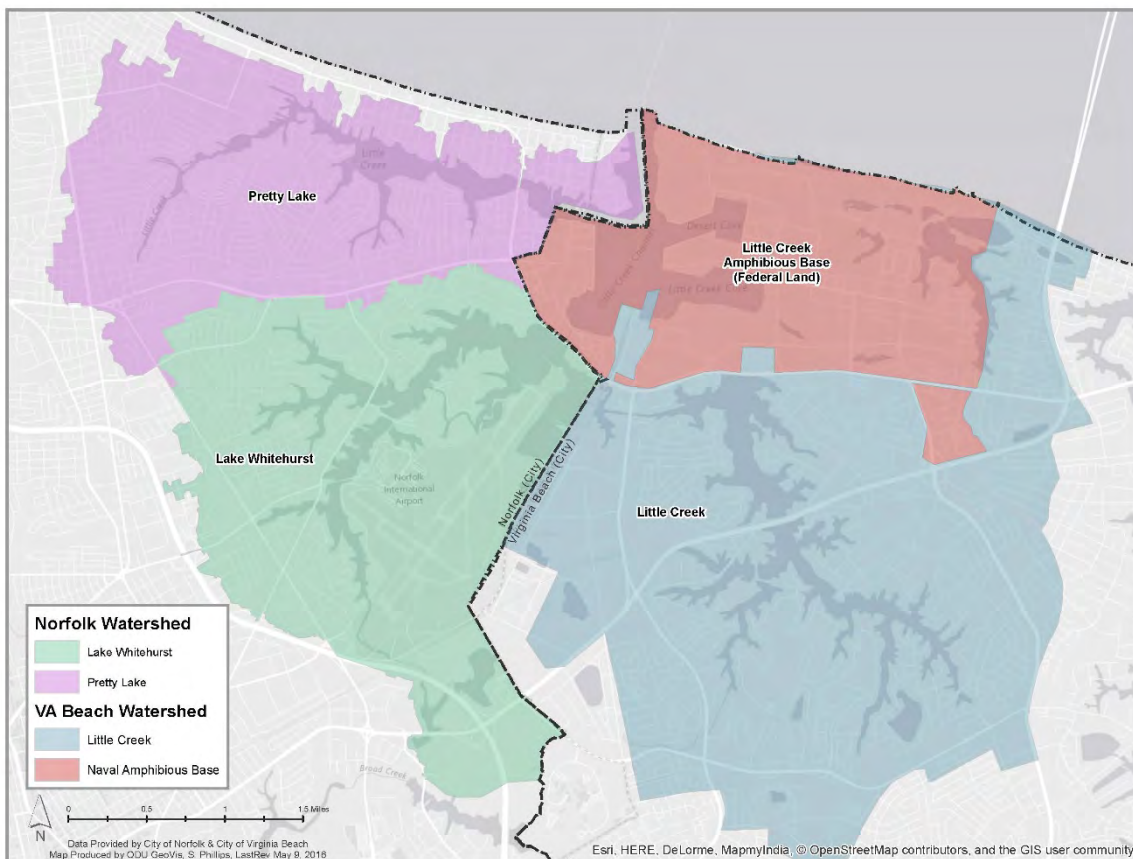 Little
Creek
Pretty Lake
Little Creek
Desert Cove
Little
Creek
Amphibious Base
(Federal Land)
Little Creek Cove
Lake Whitehurst
Norfolk
International
Airport
Norfolk (City)
Virginia Beach (City)
Little Creek
Norfolk Watershed
Lake Whitehurst
Pretty Lake
VA Beach Watershed
Little Creek
Naval Amphibious Base
Broad Creek
0 0.5 1 1.5 Miles
N
Data Provided by City of Norfolk & City of Virginia Beach
Map Produced by ODU GeoVis, S. Phillips, LastRev May 9, 2016
Esri, HERE, DeLorme, MapmyIndia, © OpenStreetMap contributors, and the GIS user community